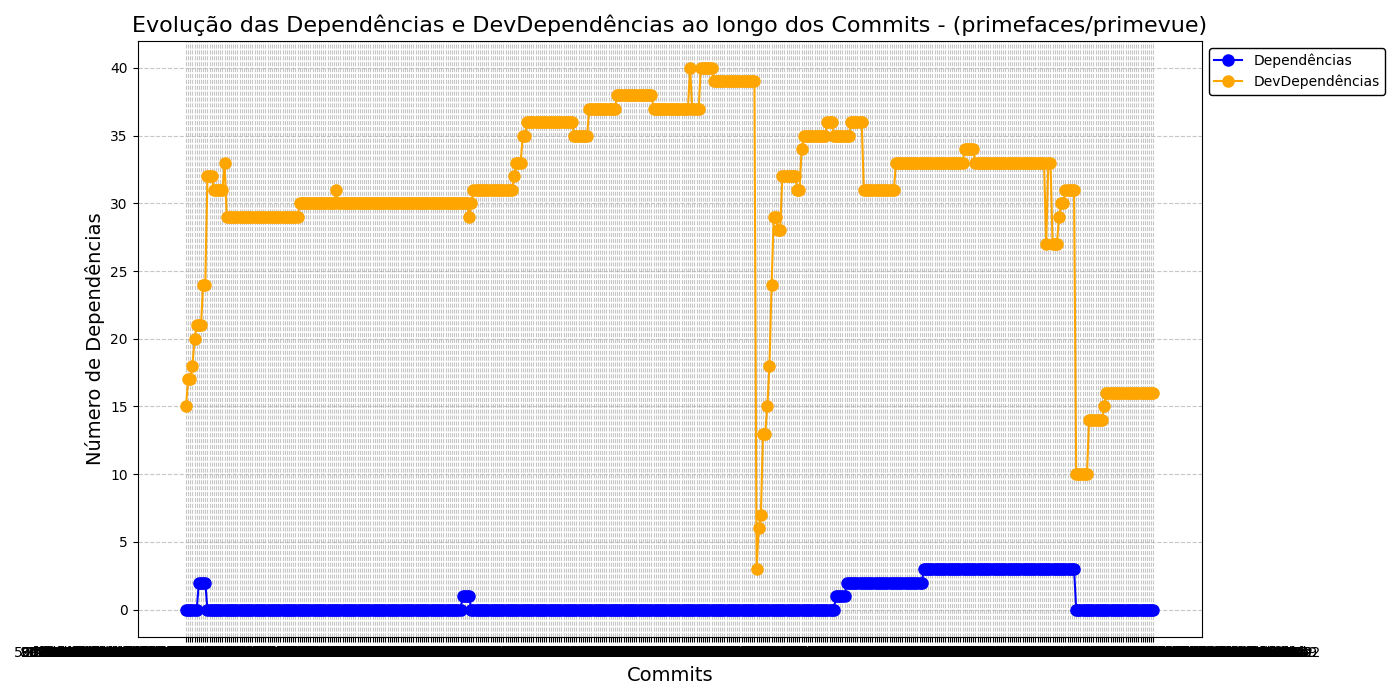 Evolução das Dependências e DevDependências ao longo dos Commits - (primefaces/primevue)
Dependências
DevDependências
Número de Dependências
40
35
30
25
20
15
10
5
0
Commits